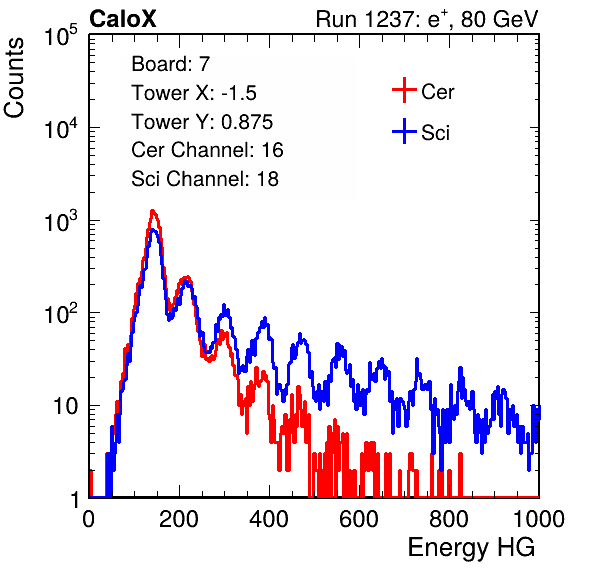 CaloX Run 1237: e⁺, 80 GeV
Counts
Board: 7
Tower X: -1.5
Tower Y: 0.875
Cer Channel: 16
Sci Channel: 18
Cer
Sci
10⁵
10⁴
10³
10²
10
1
0 200 400 600 800 1000
Energy HG